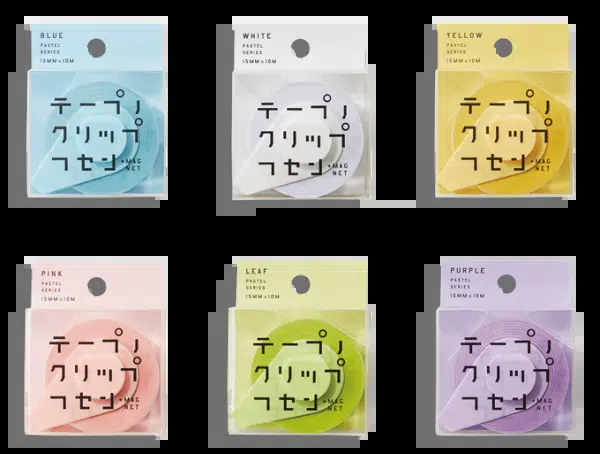 BLUE
PASTEL
SERIES
15MM×10M
テープノ
クリップ
フセン
+MAG
NET
WHITE
PASTEL
SERIES
15MM×10M
テープノ
クリップ
フセン
+MAG
NET
YELLOW
PASTEL
SERIES
15MM×10M
テープノ
クリップ
フセン
+MAG
NET
PINK
PASTEL
SERIES
15MM×10M
テープノ
クリップ
フセン
+MAG
NET
LEAF
PASTEL
SERIES
15MM×10M
テープノ
クリップ
フセン
+MAG
NET
PURPLE
PASTEL
SERIES
15MM×10M
テープノ
クリップ
フセン
+MAG
NET